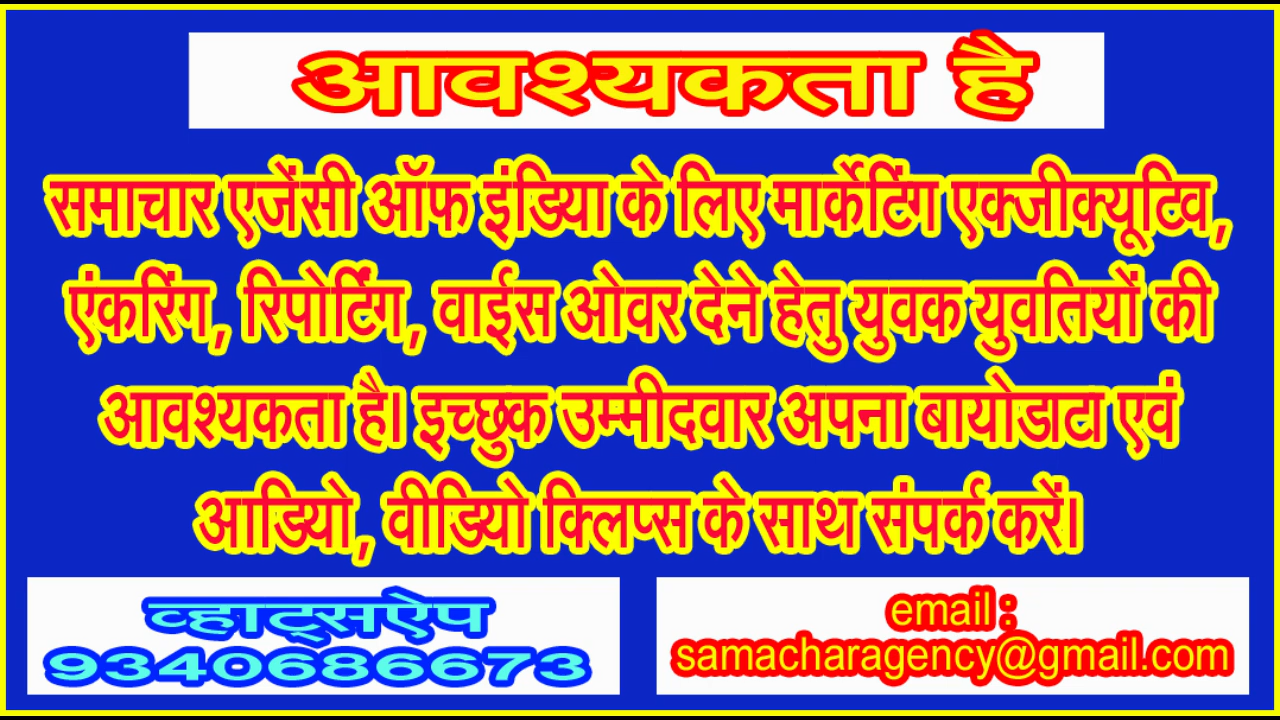 आवश्यकता है
समाचार एजेंसी ऑफ इंडिया के लिए मार्केटिंग एक्जीक्यूटिव,
एंकरिंग, रिपोर्टिंग, वाईस ओवर देने हेतु युवक युवतियों की
आवश्यकता है। इच्छुक उम्मीदवार अपना बायोडाटा एवं
आडियो, वीडियो क्लिप्स के साथ संपर्क करें।
व्हाट्सऐप
9340686673
email :
samacharagency@gmail.com